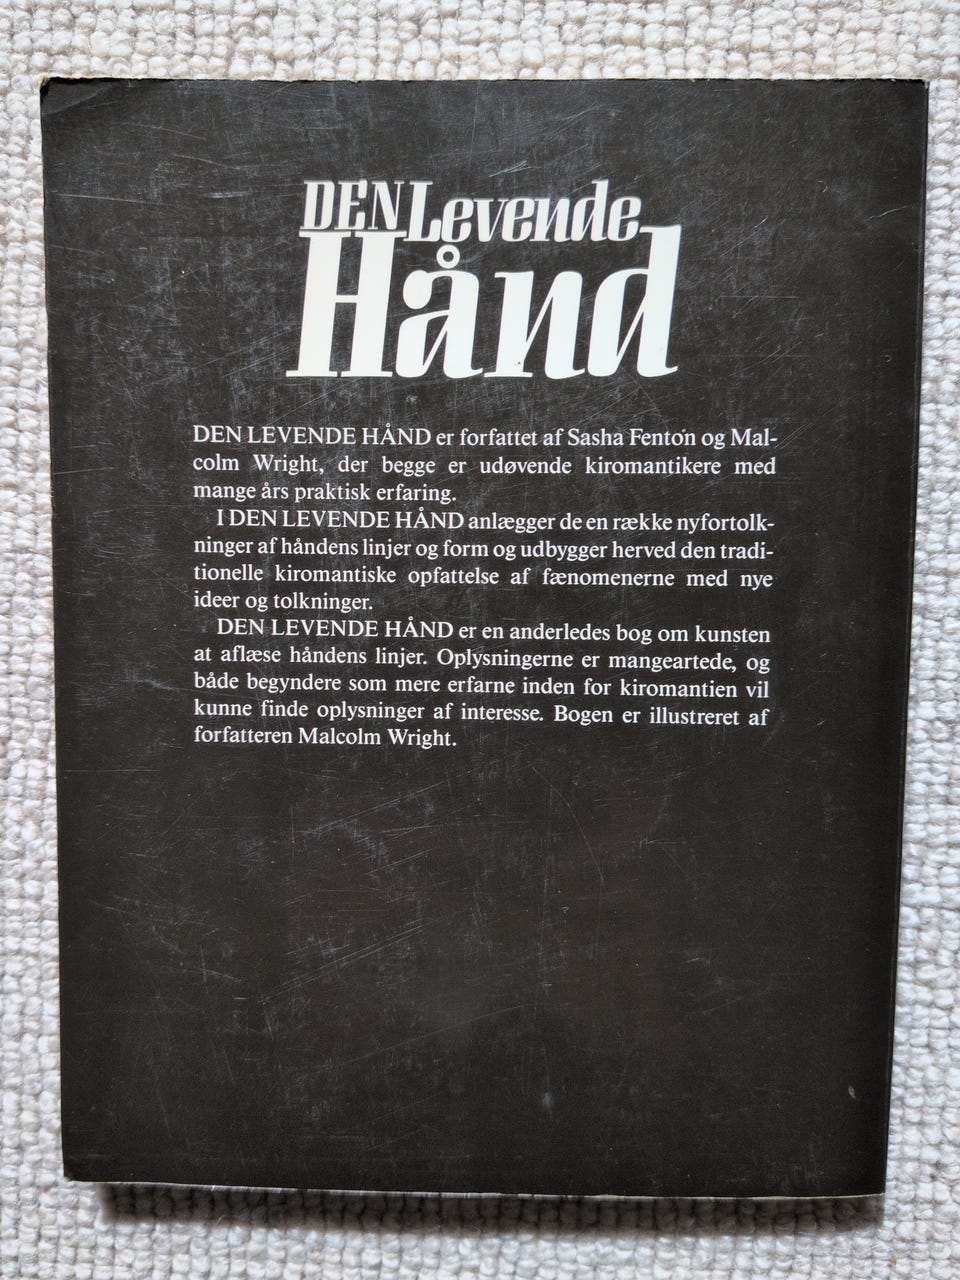 DEN Levende
Hånd
DEN LEVENDE HÅND er forfattet af Sasha Fenton og Mal-
colm Wright, der begge er udøvende kiromantikere med
mange års praktisk erfaring.
I DEN LEVENDE HÅND anlægger de en række nyfortolk-
ninger af håndens linjer og form og udbygger herved den tradi-
tionelle kiromantiske opfattelse af fænomenerne med nye
ideer og tolkninger.
DEN LEVENDE HÅND er en anderledes bog om kunsten
at aflæse håndens linjer. Oplysningerne er mangeartede, og
både begyndere som mere erfarne inden for kiromantien vil
kunne finde oplysninger af interesse. Bogen er illustreret af
forfatteren Malcolm Wright.